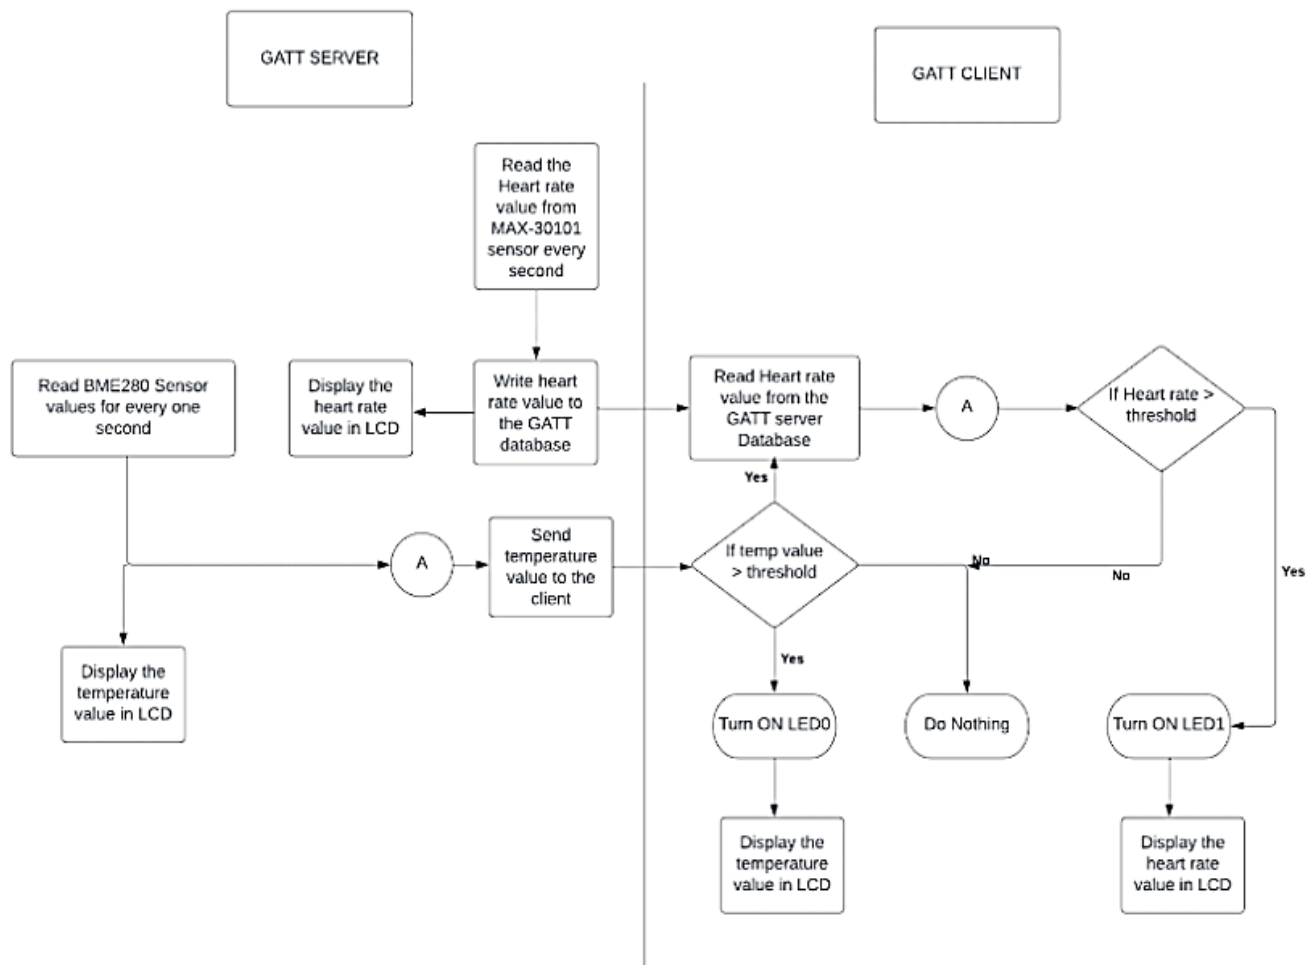 GATT SERVER
GATT CLIENT
Read the
Heart rate
value from
MAX-30101
sensor every
second
Read BME280 Sensor
values for every one
second
Display the
heart rate
value in LCD
Write heart
rate value to
the GATT
database
Read Heart rate
value from the
GATT server
Database
A
If Heart rate >
threshold
Yes
A
Send
temperature
value to the
client
If temp value
> threshold
No
No
Yes
Yes
Display the
temperature
value in LCD
Turn ON LED0
Do Nothing
Turn ON LED1
Display the
temperature
value in LCD
Display the
heart rate
value in LCD